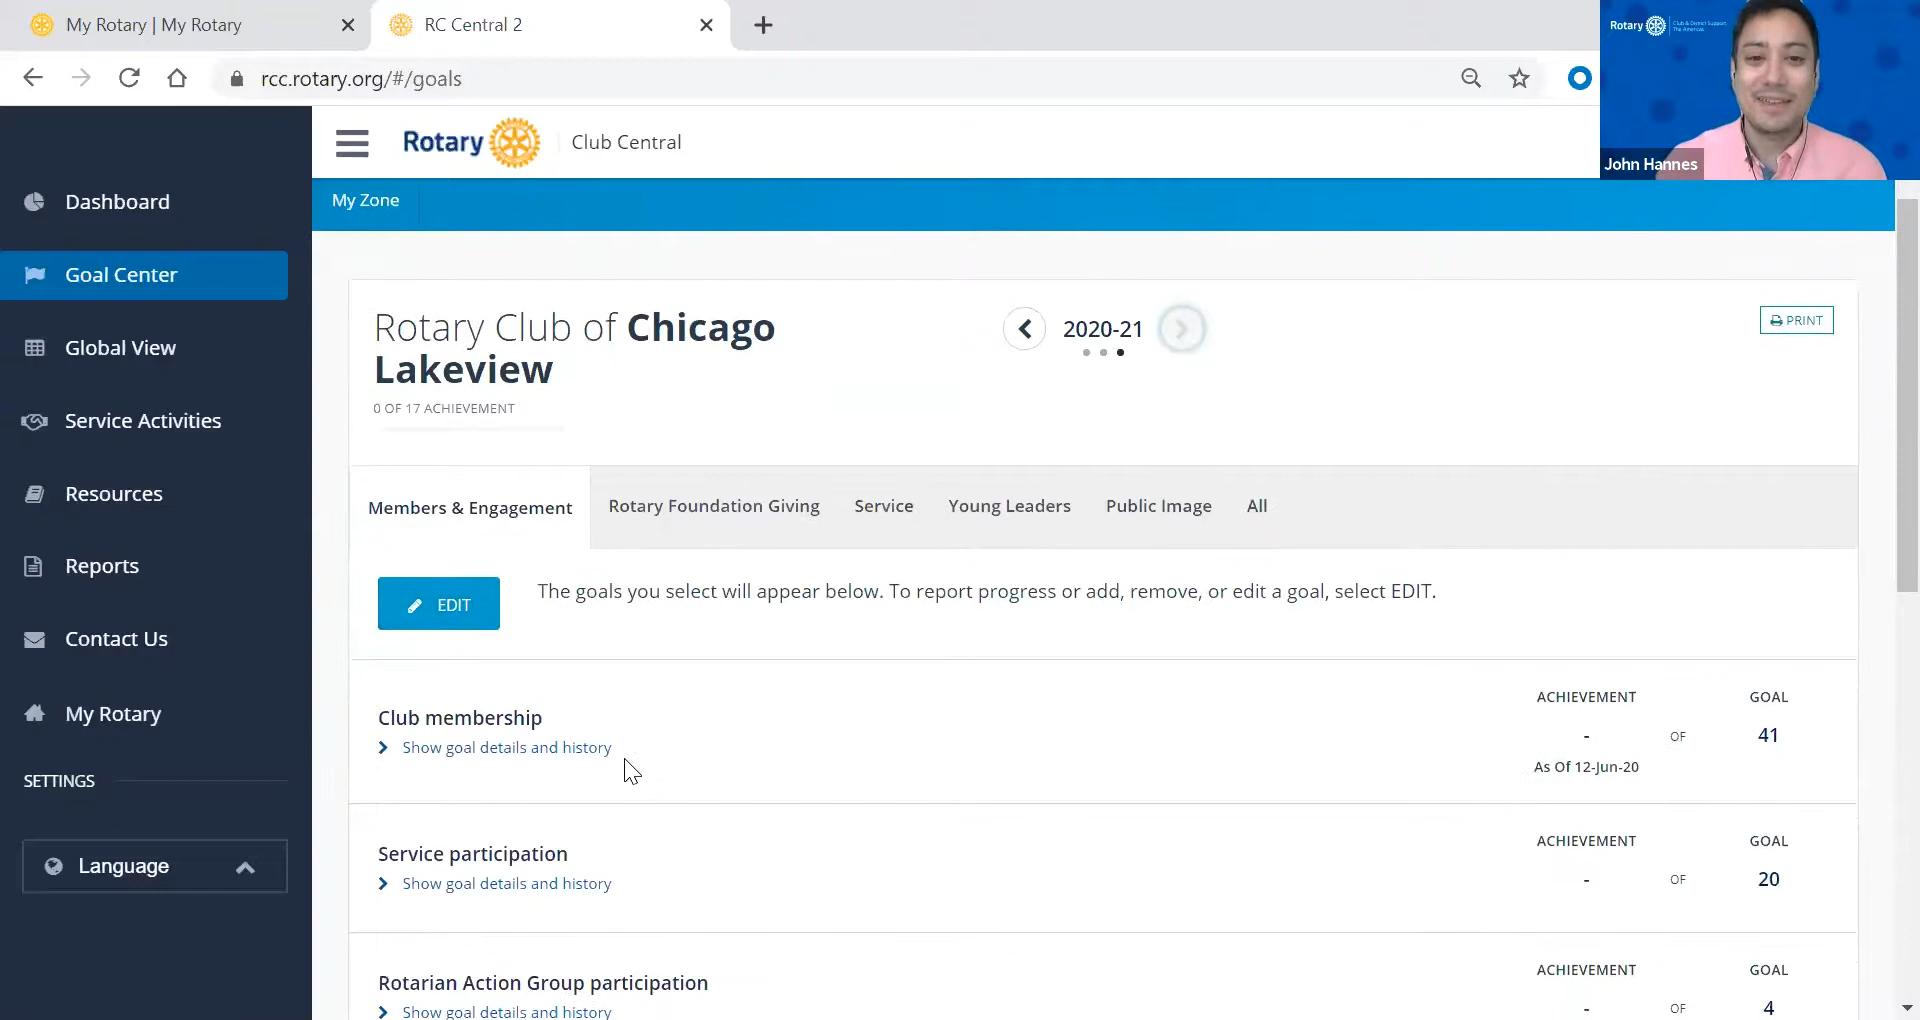 My Rotary | My Rotary
RC Central 2
rcc.rotary.org/#/goals
Rotary
Club & District Support
The Americas
John Hannes
Rotary
Club Central
My Zone
Dashboard
Goal Center
Global View
Service Activities
Resources
Reports
Contact Us
My Rotary
SETTINGS
Language
Rotary Club of Chicago
Lakeview
0 OF 17 ACHIEVEMENT
2020-21
PRINT
Members & Engagement
Rotary Foundation Giving
Service
Young Leaders
Public Image
All
EDIT
The goals you select will appear below. To report progress or add, remove, or edit a goal, select EDIT.
Club membership
Show goal details and history
ACHIEVEMENT
GOAL
- OF 41
As Of 12-Jun-20
Service participation
Show goal details and history
ACHIEVEMENT
GOAL
- OF 20
Rotarian Action Group participation
Show goal details and history
ACHIEVEMENT
GOAL
- OF 4